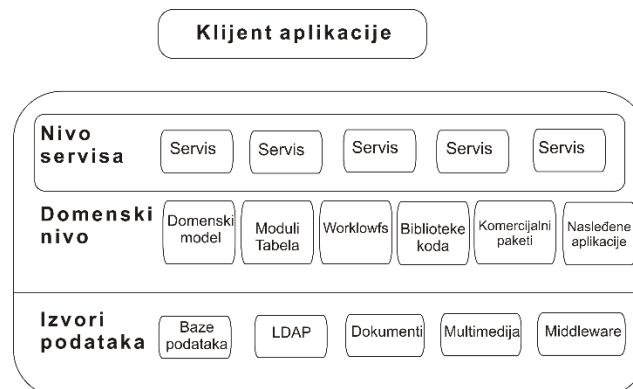 Klijent aplikacije
Nivo
servisa
Servis
Servis
Servis
Servis
Servis
Domenski
nivo
Domenski
model
Moduli
Tabela
Worklowfs
Biblioteke
koda
Komercijalni
paketi
Nasleđene
aplikacije
Izvori
podataka
Baze
podataka
LDAP
Dokumenti
Multimedija
Middleware